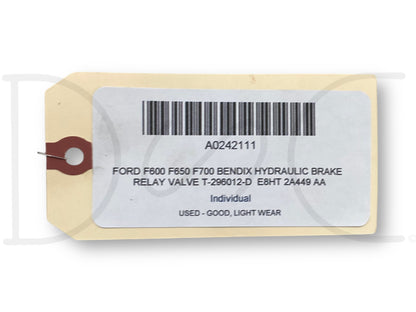 A0242111
FORD F600 F650 F700 BENDIX HYDRAULIC BRAKE
RELAY VALVE T-296012-D E8HT 2A449 AA
Individual
USED - GOOD, LIGHT WEAR